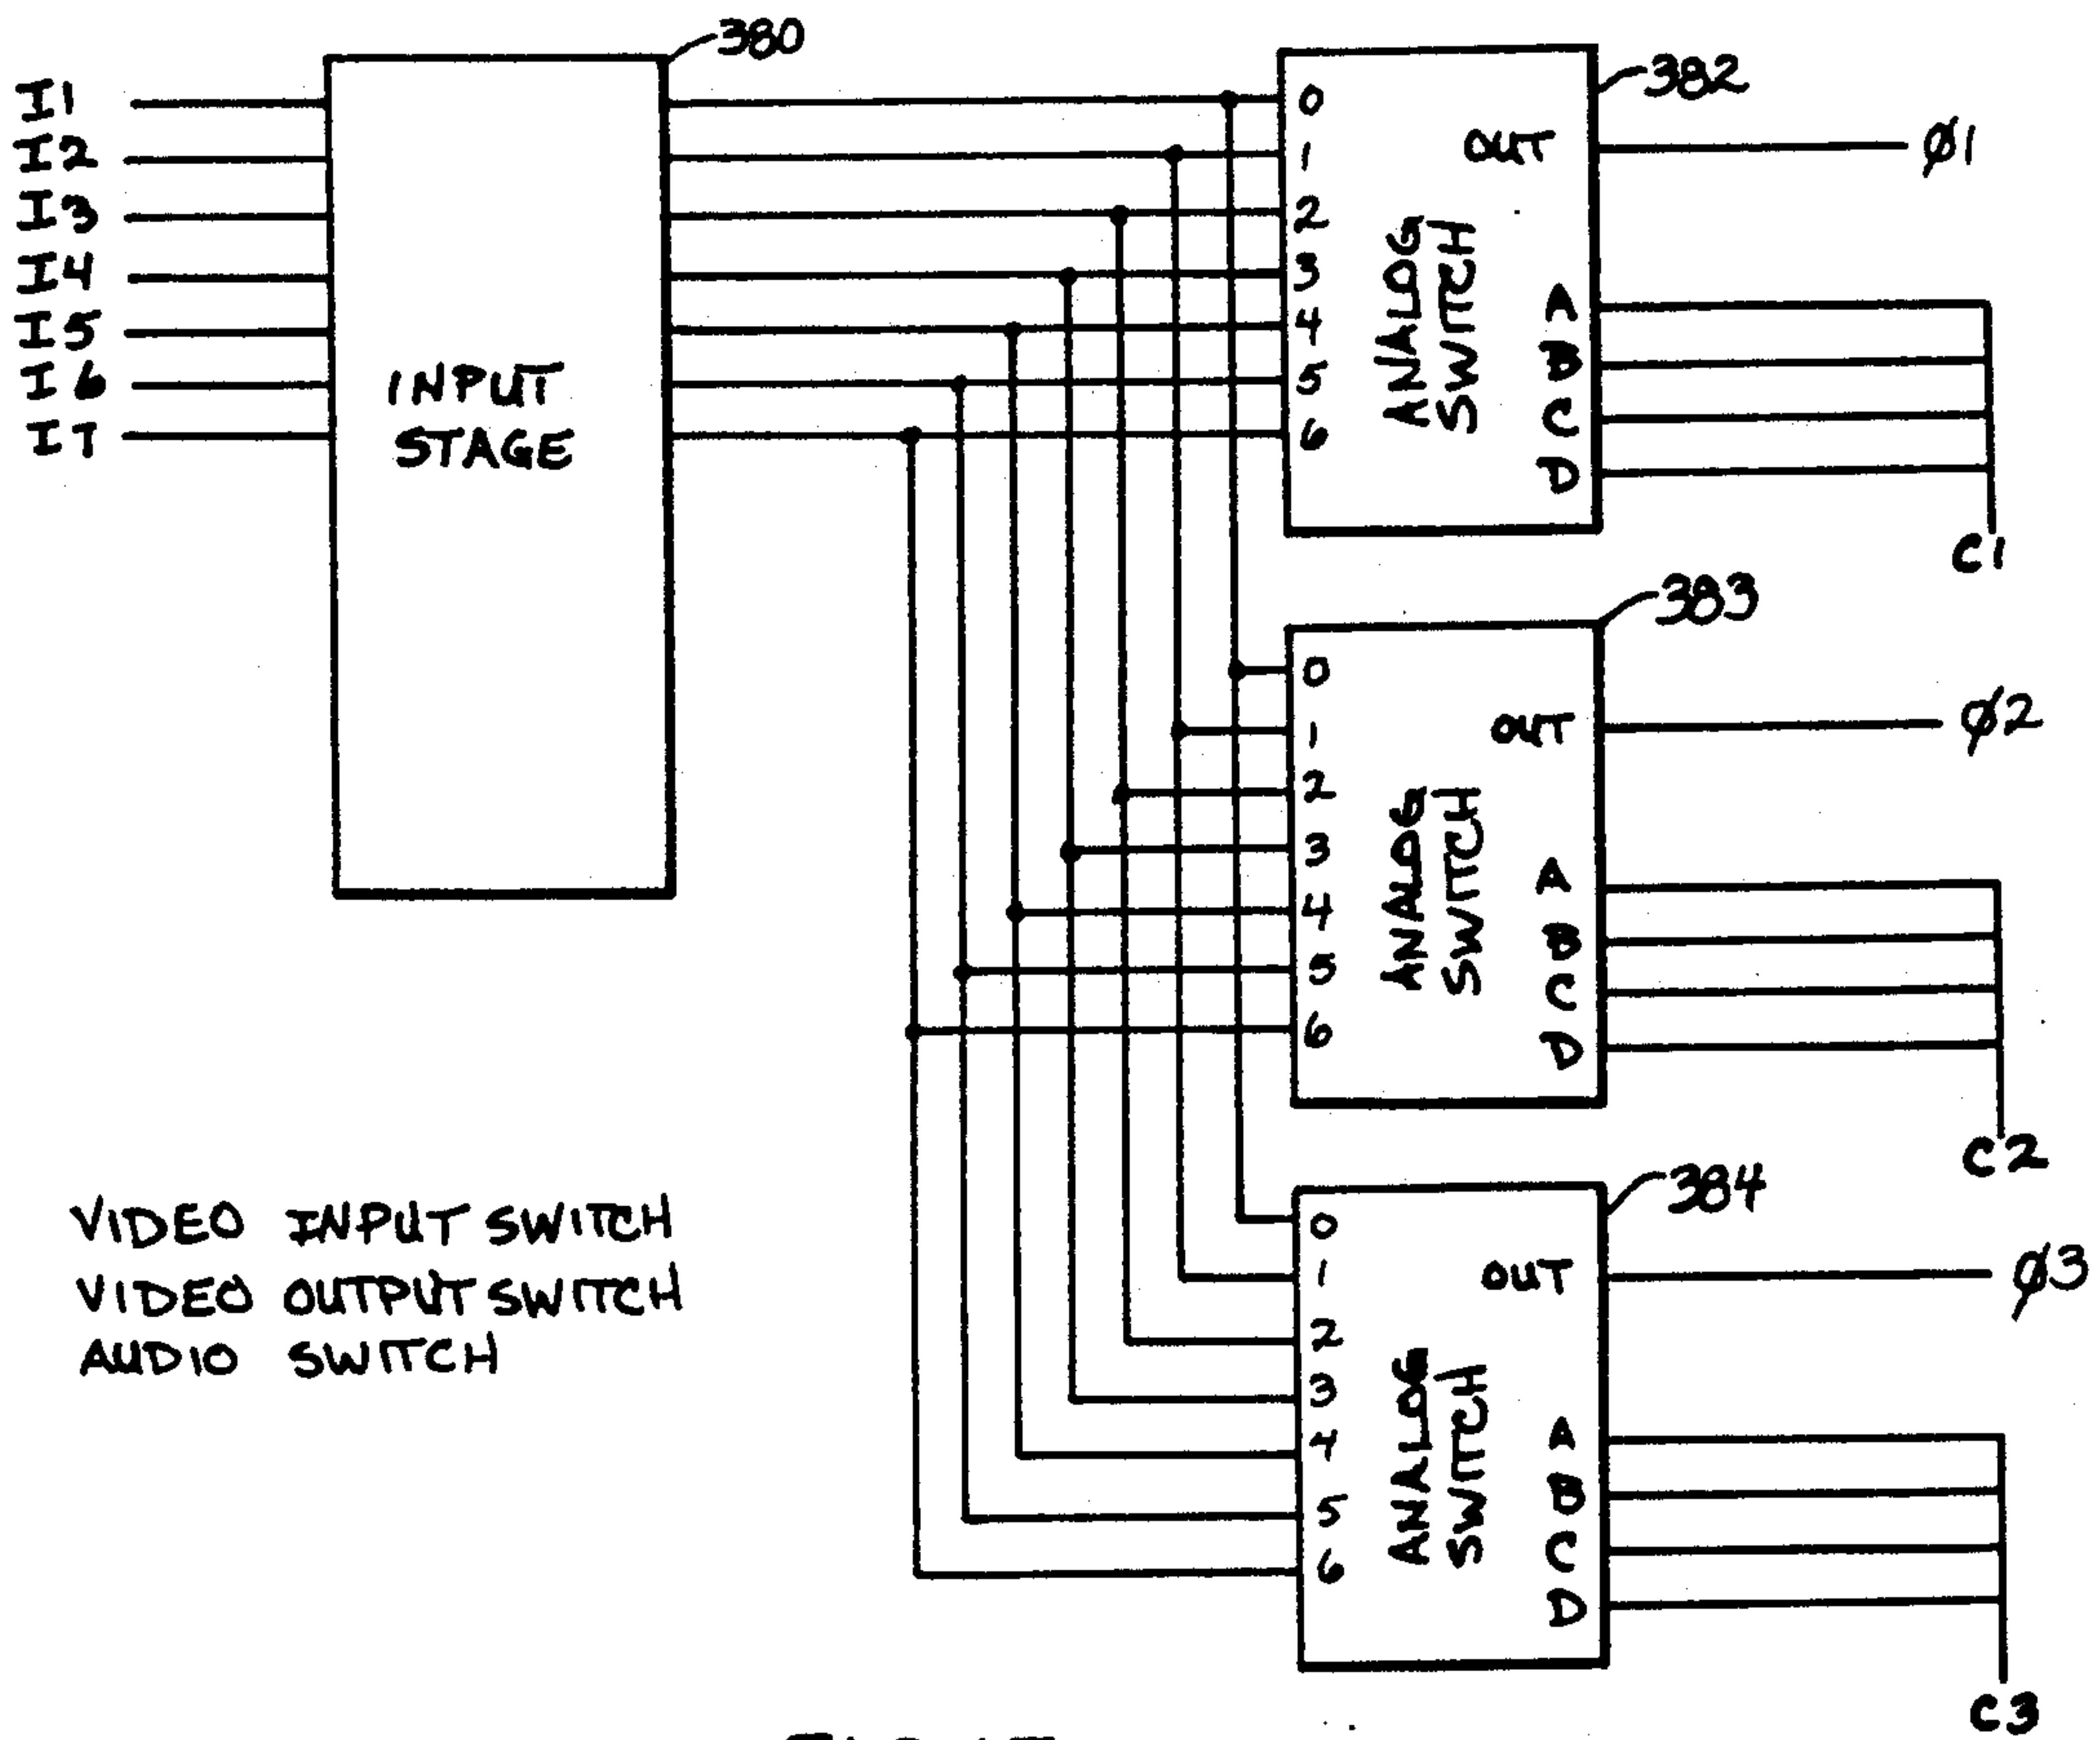 380
I1
I2
I3
I4
I5
I6
I7
INPUT
STAGE
382
0
1
2
3
4
5
6
OUT
ANALOG
SWITCH
A
B
C
D
Ø1
C1
383
0
1
2
3
4
5
6
OUT
ANALOG
SWITCH
A
B
C
D
Ø2
C2
384
0
1
2
3
4
5
6
OUT
ANALOG
SWITCH
A
B
C
D
Ø3
C3
VIDEO INPUT SWITCH
VIDEO OUTPUT SWITCH
AUDIO SWITCH